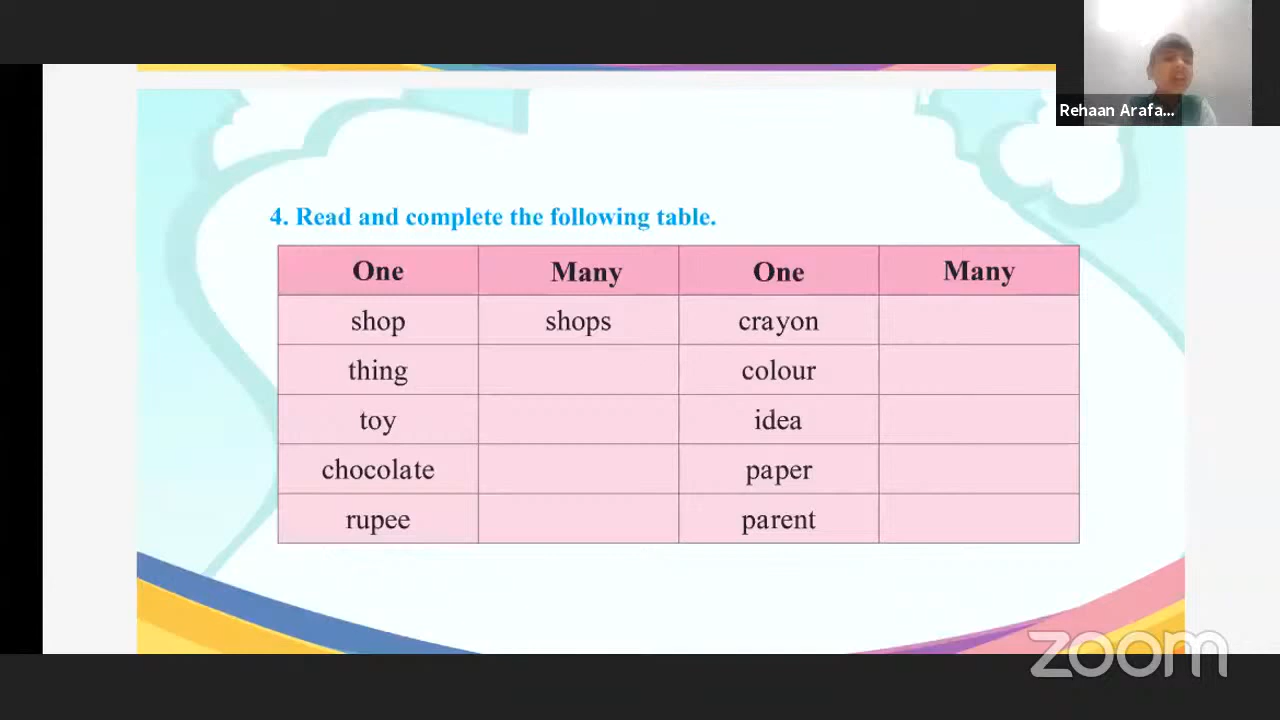 Rehaan Arafa...
4. Read and complete the following table.
One Many One Many
shop shops crayon
thing colour
toy idea
chocolate paper
rupee parent
zoom